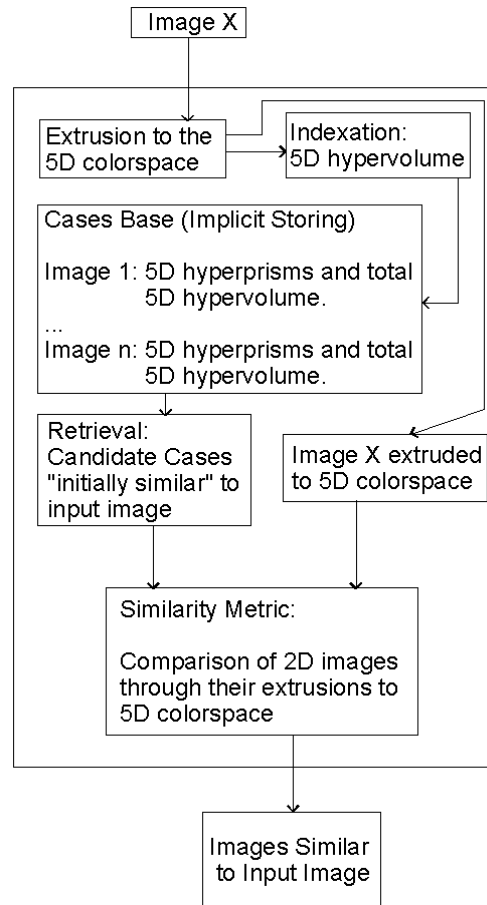 Image X
Extrusion to the
5D colorspace
Indexation:
5D hypervolume
Cases Base (Implicit Storing)
Image 1: 5D hyperprisms and total
5D hypervolume.
...
Image n: 5D hyperprisms and total
5D hypervolume.
Retrieval:
Candidate Cases
"initially similar" to
input image
Image X extruded
to 5D colorspace
Similarity Metric:
Comparison of 2D images
through their extrusions to
5D colorspace
Images Similar
to Input Image